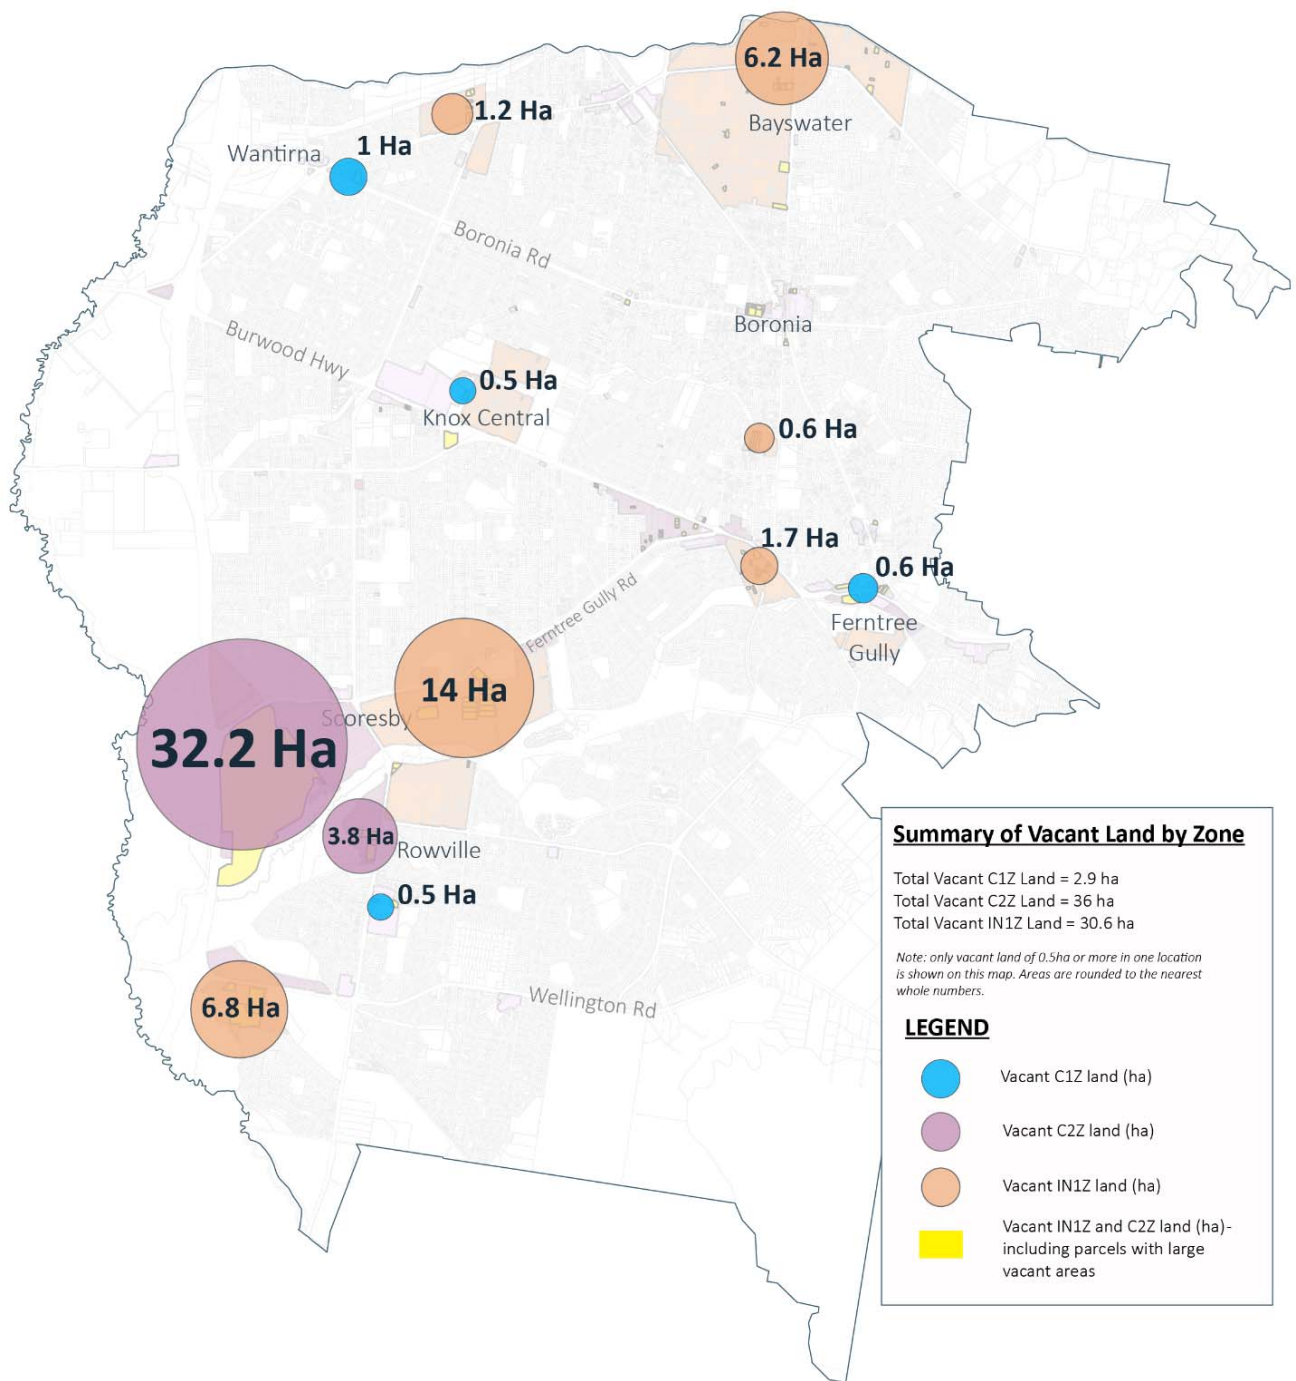 6.2 Ha
Bayswater
1.2 Ha
1 Ha
Wantirna
Boronia Rd
Boronia
Burwood Hwy
0.5 Ha
Knox Central
0.6 Ha
1.7 Ha
0.6 Ha
Ferntree
Gully
Ferntree Gully Rd
14 Ha
Scoresby
32.2 Ha
3.8 Ha
Rowville
0.5 Ha
6.8 Ha
Wellington Rd
Summary of Vacant Land by Zone
Total Vacant C1Z Land = 2.9 ha
Total Vacant C2Z Land = 36 ha
Total Vacant IN1Z Land = 30.6 ha
Note: only vacant land of 0.5ha or more in one location
is shown on this map. Areas are rounded to the nearest
whole numbers.
LEGEND
Vacant C1Z land (ha)
Vacant C2Z land (ha)
Vacant IN1Z land (ha)
Vacant IN1Z and C2Z land (ha)-
including parcels with large
vacant areas